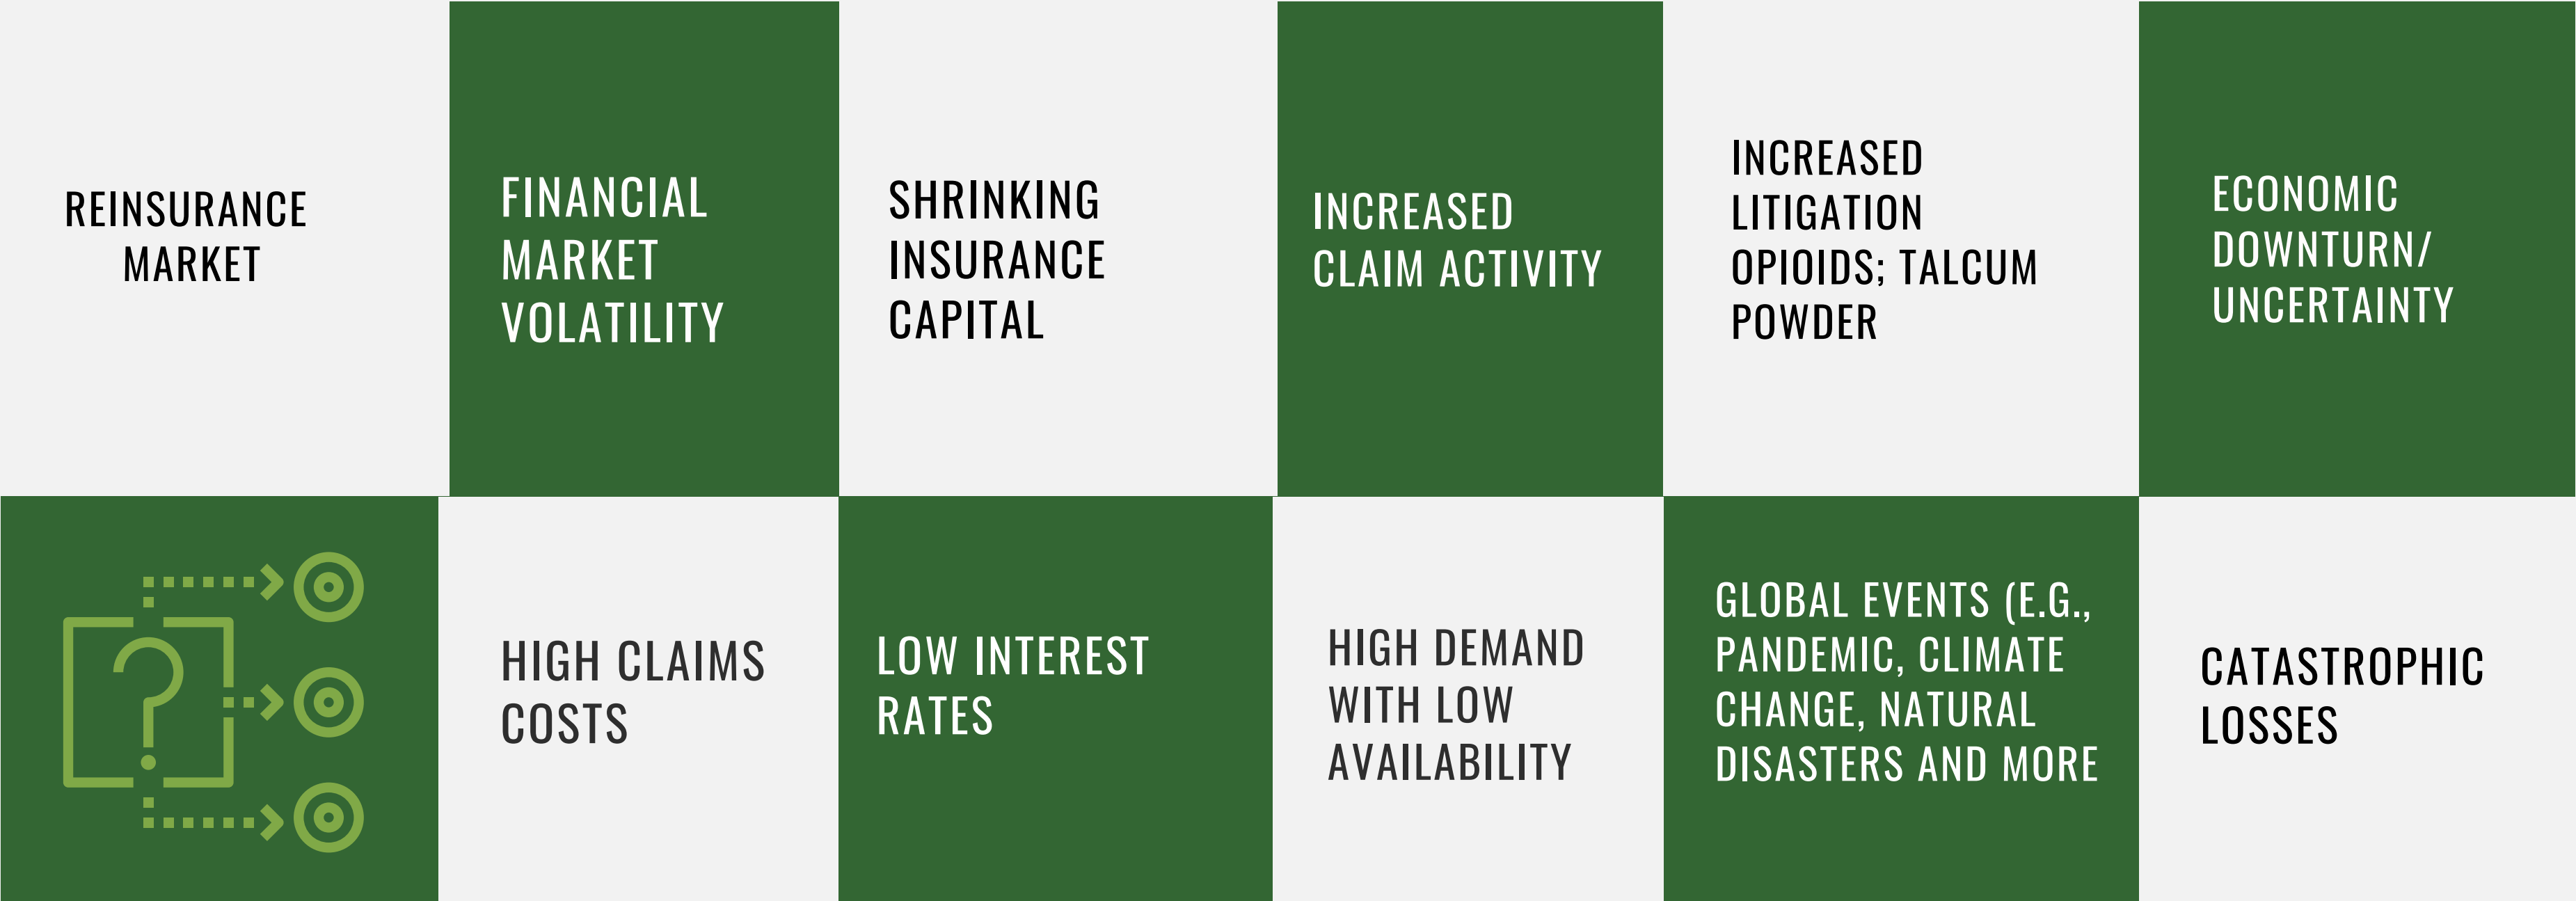 REINSURANCE
MARKET
FINANCIAL
MARKET
VOLATILITY
SHRINKING
INSURANCE
CAPITAL
INCREASED
CLAIM ACTIVITY
INCREASED
LITIGATION
OPIOIDS; TALCUM
POWDER
ECONOMIC
DOWNTURN/
UNCERTAINTY
?
HIGH CLAIMS
COSTS
LOW INTEREST
RATES
HIGH DEMAND
WITH LOW
AVAILABILITY
GLOBAL EVENTS (E.G.,
PANDEMIC, CLIMATE
CHANGE, NATURAL
DISASTERS AND MORE
CATASTROPHIC
LOSSES